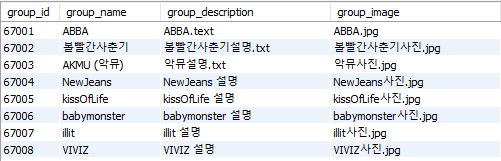 group_id group_name group_description group_image
67001 ABBA ABBA.text ABBA.jpg
67002 볼빨간사춘기 볼빨간사춘기설명.txt 볼빨간사춘기사진.jpg
67003 AKMU (악뮤) 악뮤설명.txt 악뮤사진.jpg
67004 NewJeans NewJeans 설명 NewJeans사진.jpg
67005 kissOfLife kissOfLife 설명 kissOfLife사진.jpg
67006 babymonster babymonster 설명 babymonster사진.jpg
67007 illit illit 설명 illit사진.jpg
67008 VIVIZ VIVIZ 설명 VIVIZ사진.jpg